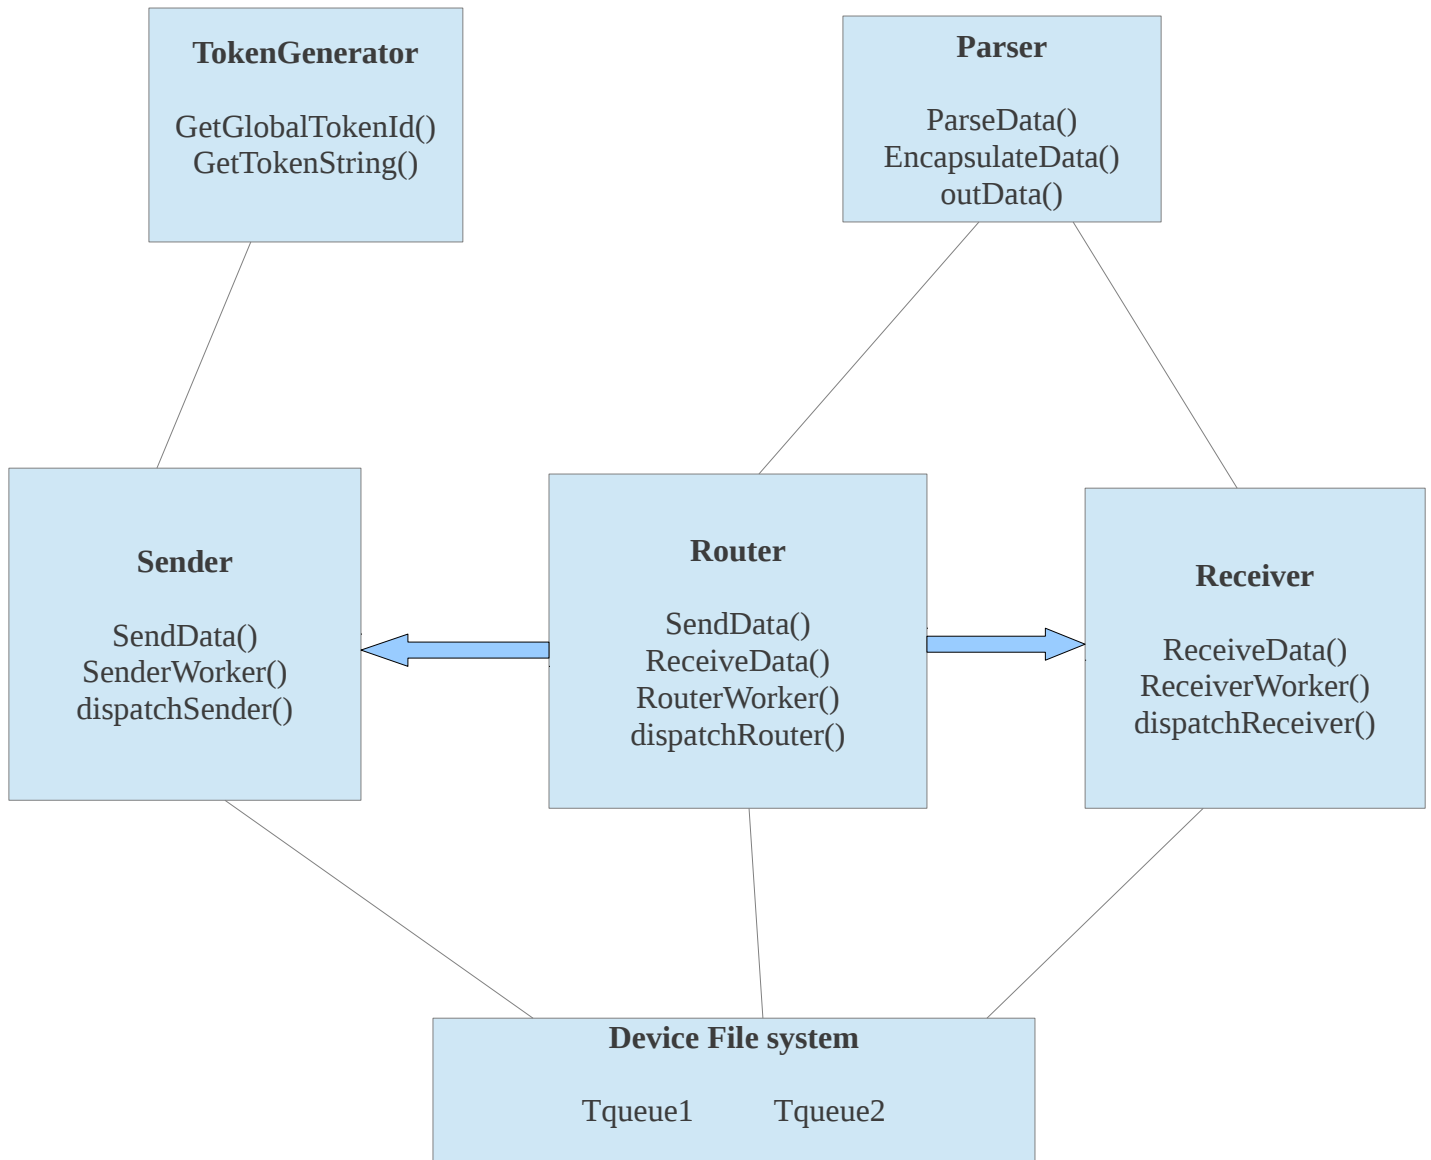 TokenGenerator
GetGlobalTokenId()
GetTokenString()
Parser
ParseData()
EncapsulateData()
outData()
Sender
SendData()
SenderWorker()
dispatchSender()
Router
SendData()
ReceiveData()
RouterWorker()
dispatchRouter()
Receiver
ReceiveData()
ReceiverWorker()
dispatchReceiver()
Device File system
Tqueue1 Tqueue2